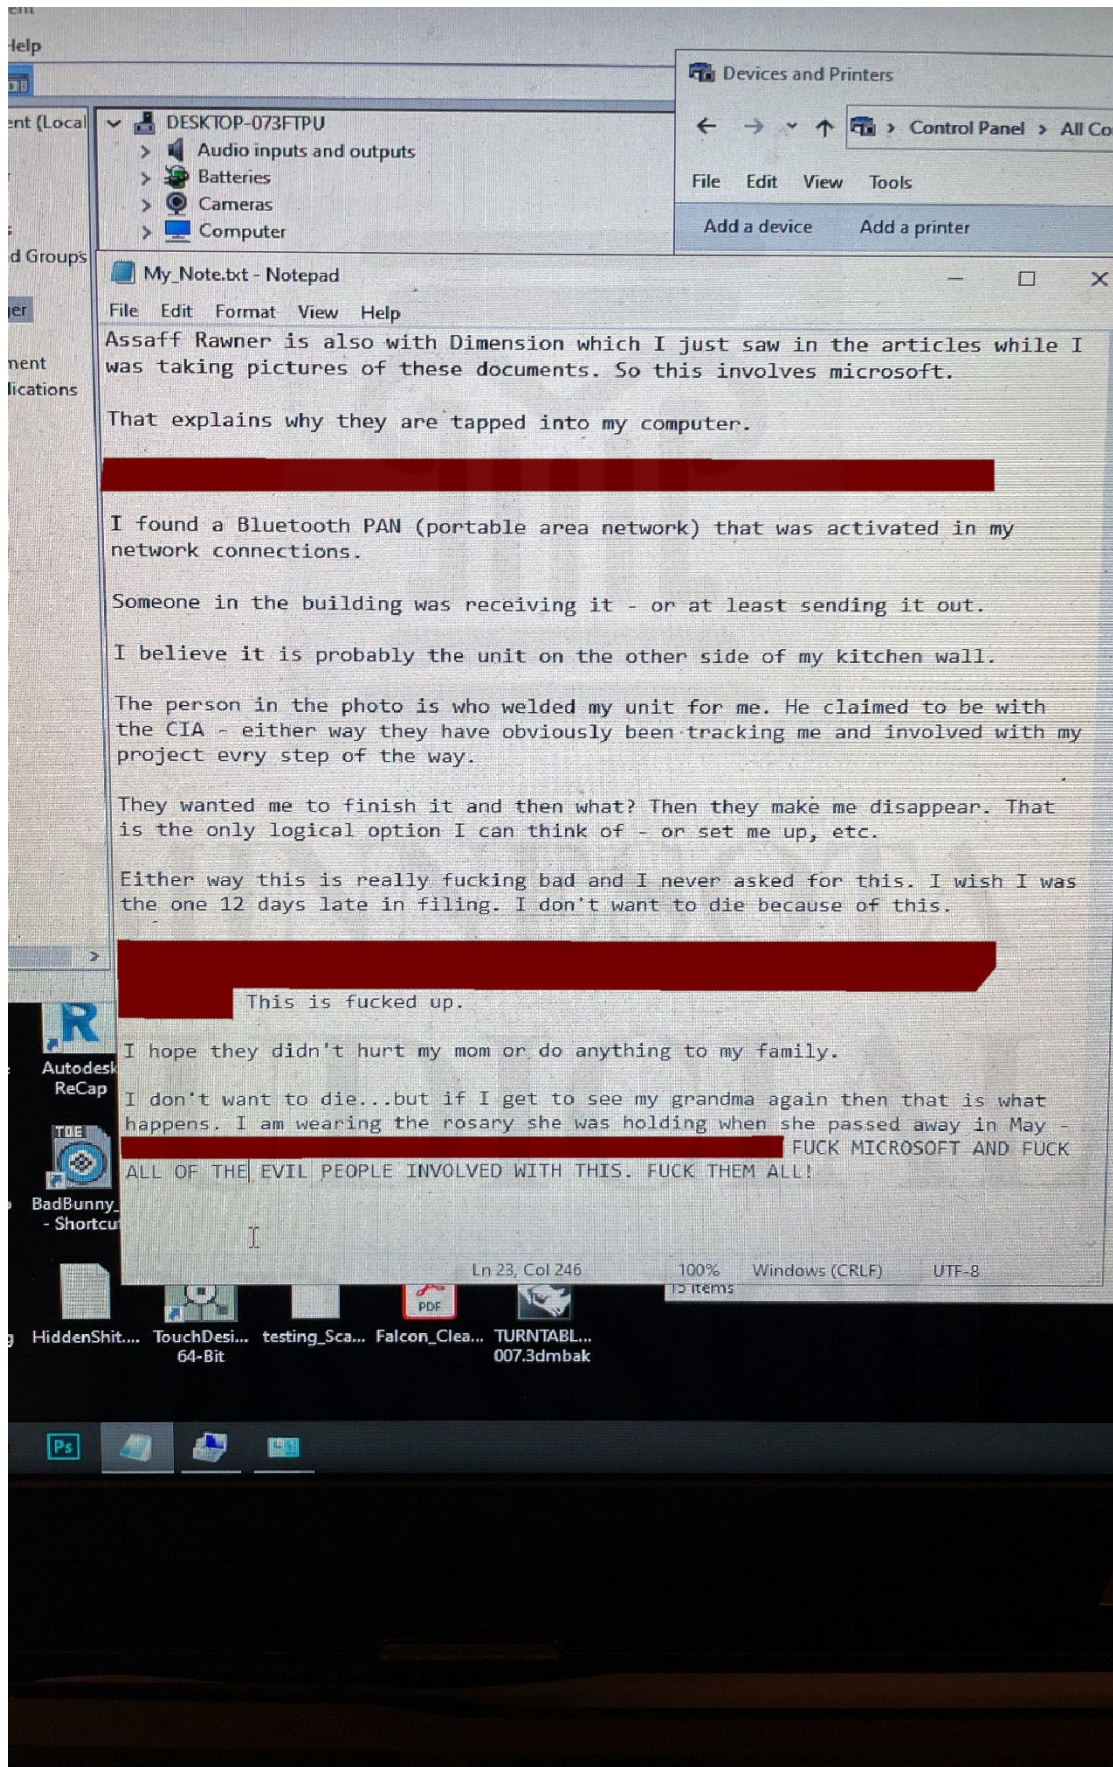 Help
Devices and Printers
ent (Local
DESKTOP-073FTPU
Control Panel > All Co
Audio inputs and outputs
Batteries
File Edit View Tools
Cameras
Add a device Add a printer
Computer
d Groups
My_Note.txt - Notepad
er
File Edit Format View Help
Assaff Rawner is also with Dimension which I just saw in the articles while I
ment
was taking pictures of these documents. So this involves microsoft.
lications
That explains why they are tapped into my computer.
I found a Bluetooth PAN (portable area network) that was activated in my
network connections.
Someone in the building was receiving it - or at least sending it out.
I believe it is probably the unit on the other side of my kitchen wall.
The person in the photo is who welded my unit for me. He claimed to be with
the CIA - either way they have obviously been tracking me and involved with my
project evry step of the way.
They wanted me to finish it and then what? Then they make me disappear. That
is the only logical option I can think of - or set me up, etc.
Either way this is really fucking bad and I never asked for this. I wish I was
the one 12 days late in filing. I don't want to die because of this.
This is fucked up.
I hope they didn't hurt my mom or do anything to my family.
Autodesk
ReCap
I don't want to die...but if I get to see my grandma again then that is what
happens. I am wearing the rosary she was holding when she passed away in May -
TOE
FUCK MICROSOFT AND FUCK
ALL OF THE EVIL PEOPLE INVOLVED WITH THIS. FUCK THEM ALL!
BadBunny_
- Shortcu
Ln 23, Col 246 100% Windows (CRLF) UTF-8
15 items
PDF
HiddenShit.... TouchDesi... testing_Sca... Falcon_Clea... TURNTABL...
64-Bit 007.3dmbak
Ps